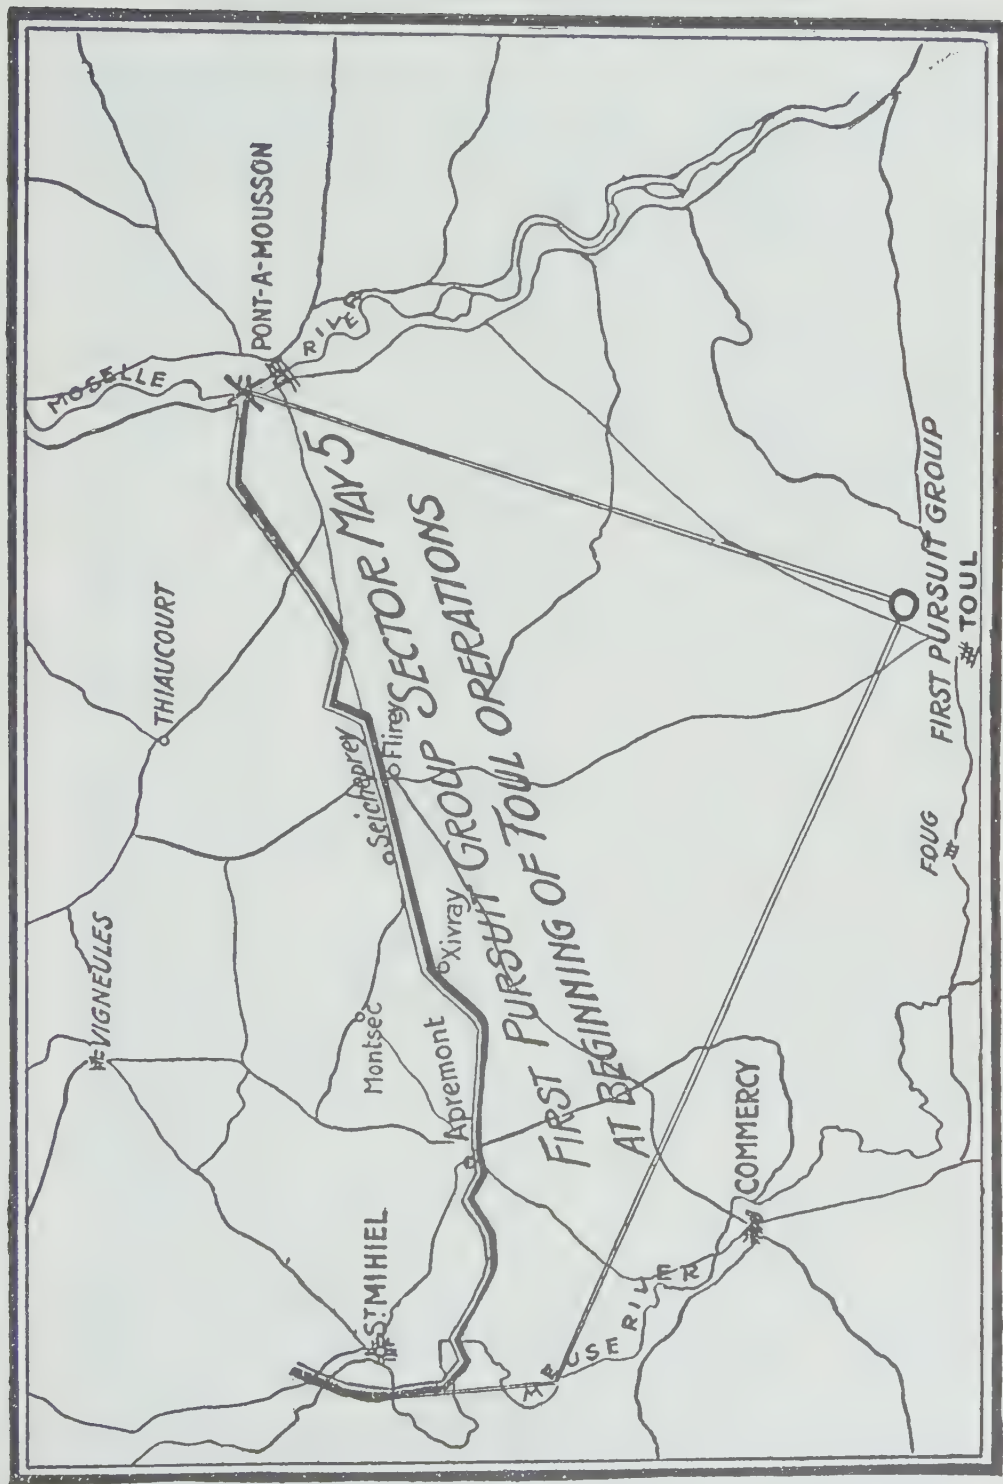 VIGNEULES
THIAUCOURT
MOSELLE
RIVER
PONT-A-MOUSSON
ST MIHIEL
Montsec
Seicheprey
Flirey
Xivray
Apremont
FIRST PURSUIT GROUP SECTOR MAY 5
AT BEGINNING OF TOUL OPERATIONS
MEUSE RIVER
COMMERCY
FOUG
FIRST PURSUIT GROUP
TOUL